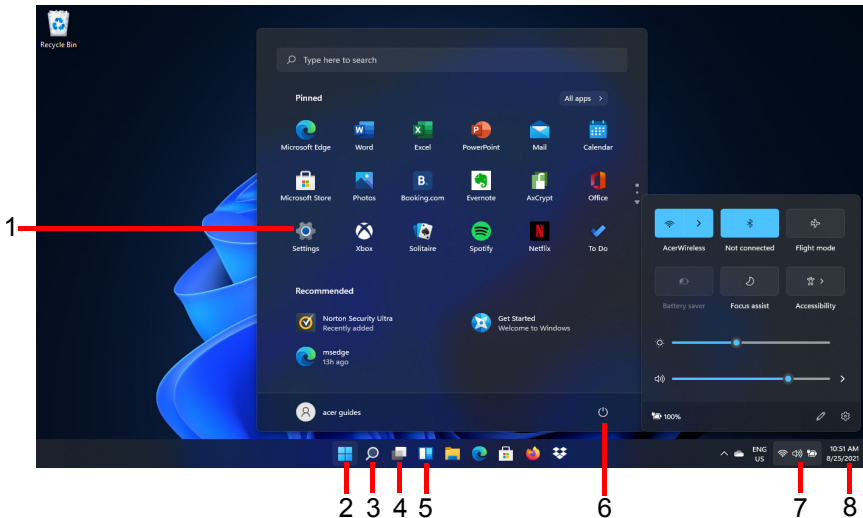 Recycle Bin
Type here to search
Pinned
All apps >
Microsoft Edge
Word
Excel
PowerPoint
Mail
Calendar
Microsoft Store
Photos
B.
Booking.com
Evernote
AxCrypt
Office
1
Settings
Xbox
Solitaire
Spotify
Netflix
To Do
Recommended
Norton Security Ultra
Recently added
Get Started
Welcome to Windows
msedge
13h ago
acer guides
AcerWireless
Not connected
Flight mode
Battery saver
Focus assist
Accessibility
100%
ENG
US
10:51 AM
8/25/2021
2 3 4 5 6 7 8